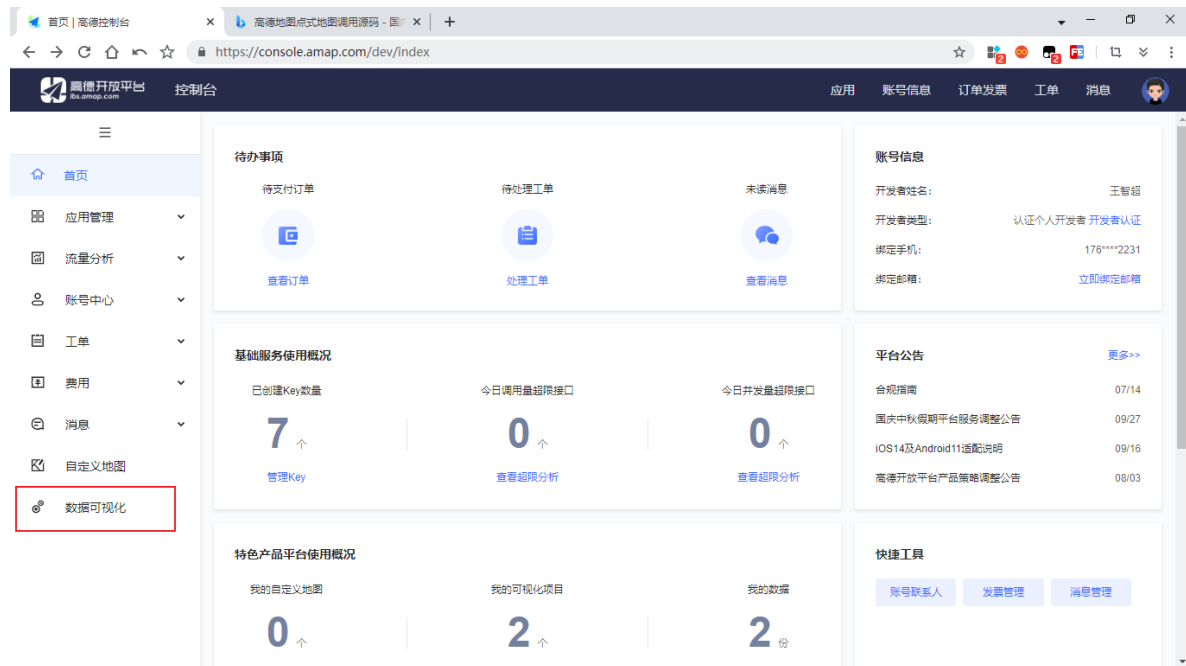 首页 | 高德控制台
高德地图点式地图调用源码 - 国
https://console.amap.com/dev/index
2
2
高德开放平台
lbs.amap.com
控制台
应用
账号信息
订单发票
工单
消息
首页
应用管理
流量分析
账号中心
工单
费用
消息
自定义地图
数据可视化
待办事项
待支付订单
待处理工单
未读消息
查看订单
处理工单
查看消息
基础服务使用概况
已创建Key数量
今日调用量超限接口
今日并发量超限接口
7 个
0 个
0 个
管理Key
查看超限分析
查看超限分析
特色产品平台使用概况
我的自定义地图
我的可视化项目
我的数据
0 个
2 个
2 份
账号信息
开发者姓名： 王智超
开发者类型： 认证个人开发者 开发者认证
绑定手机： 176****2231
绑定邮箱： 立即绑定邮箱
平台公告 更多>>
合规指南 07/14
国庆中秋假期平台服务调整公告 09/27
iOS14及Android11适配说明 09/16
高德开放平台产品策略调整公告 08/03
快捷工具
账号联系人
发票管理
消息管理